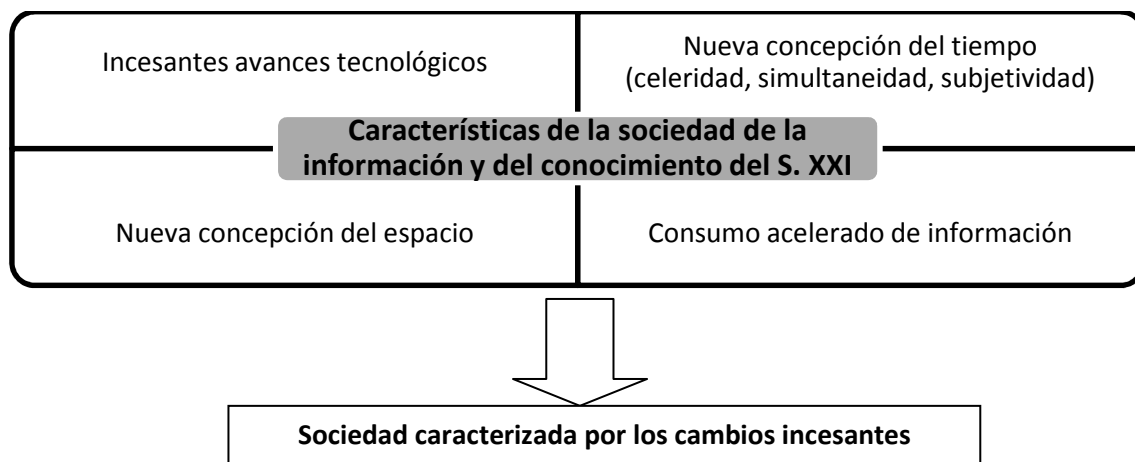 Incesantes avances tecnológicos
Nueva concepción del tiempo
(celeridad, simultaneidad, subjetividad)
Características de la sociedad de la
información y del conocimiento del S. XXI
Nueva concepción del espacio
Consumo acelerado de información
Sociedad caracterizada por los cambios incesantes